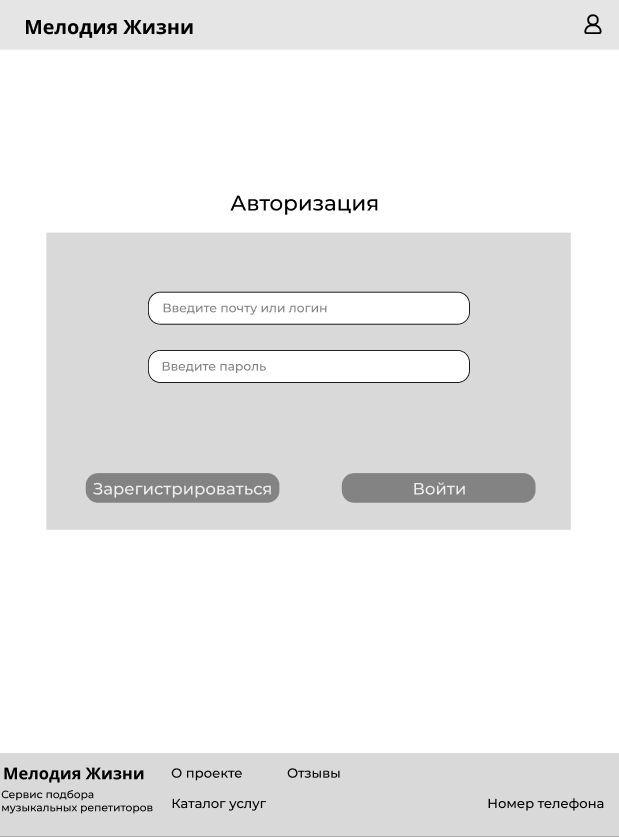 Мелодия Жизни
Авторизация
Введите почту или логин
Введите пароль
Зарегистрироваться
Войти
Мелодия Жизни
Сервис подбора
музыкальных репетиторов
О проекте
Отзывы
Каталог услуг
Номер телефона